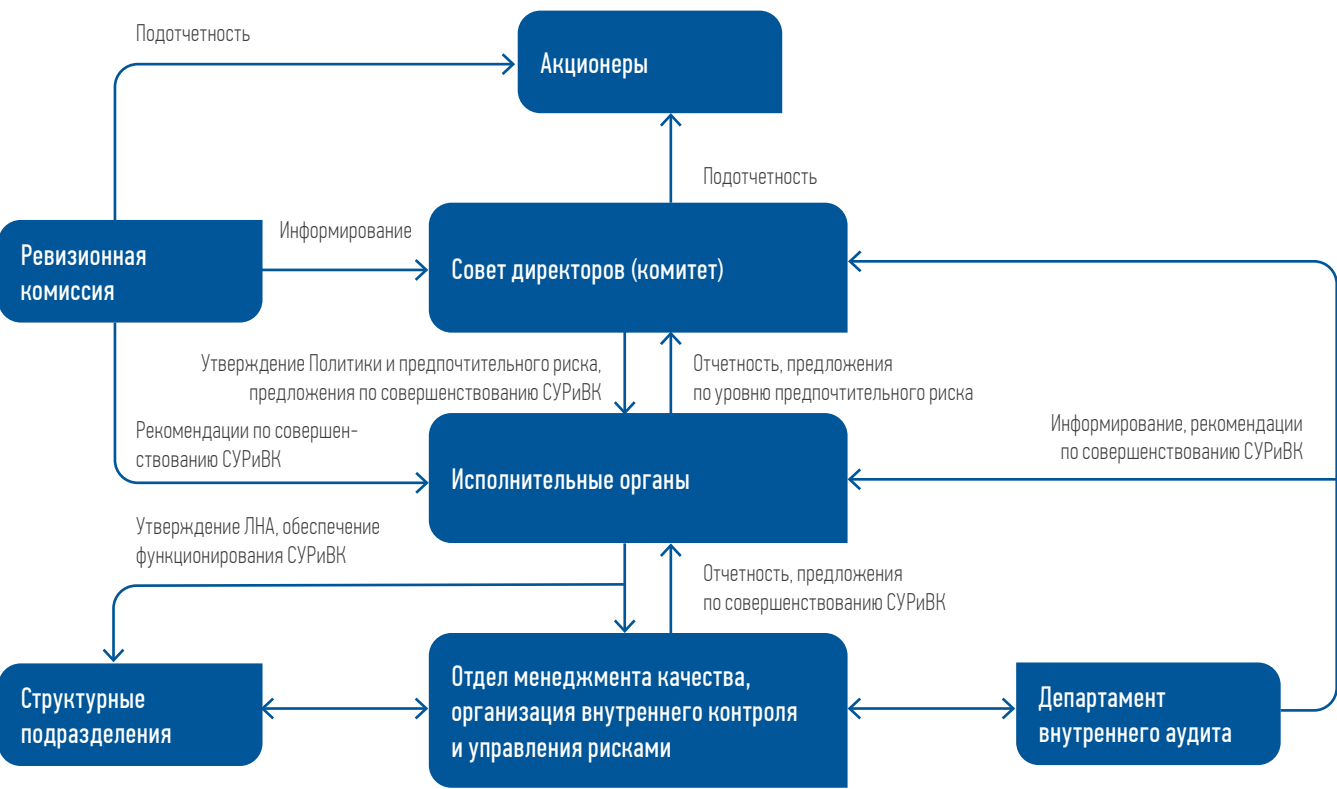 Подотчетность
Акционеры
Подотчетность
Информирование
Ревизионная
комиссия
Совет директоров (комитет)
Утверждение Политики и предпочтительного риска,
предложения по совершенствованию СУРиВК
Отчетность, предложения
по уровню предпочтительного риска
Рекомендации по совершен-
ствованию СУРиВК
Информирование, рекомендации
по совершенствованию СУРиВК
Исполнительные органы
Утверждение ЛНА, обеспечение
функционирования СУРиВК
Отчетность, предложения
по совершенствованию СУРиВК
Структурные
подразделения
Отдел менеджмента качества,
организация внутреннего контроля
и управления рисками
Департамент
внутреннего аудита